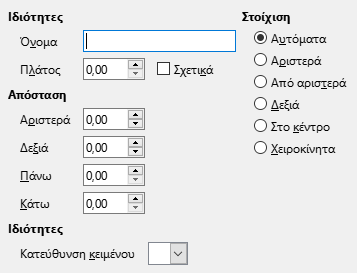 Ιδιότητες
Όνομα
Πλάτος 0,00 Σχετικά
Απόσταση
Αριστερά 0,00
Δεξιά 0,00
Πάνω 0,00
Κάτω 0,00
Ιδιότητες
Κατεύθυνση κειμένου
Στοίχιση
Αυτόματα
Αριστερά
Από αριστερά
Δεξιά
Στο κέντρο
Χειροκίνητα